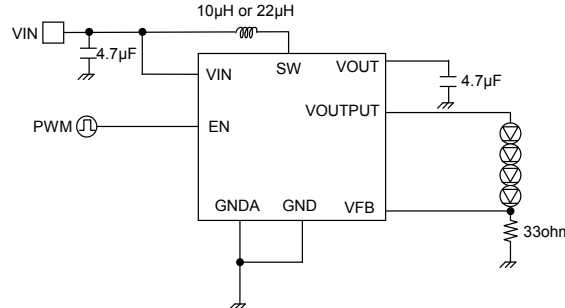 10µH or 22µH
VIN
4.7µF
VIN
SW
VOUT
4.7µF
VOUTPUT
PWM
EN
GNDA
GND
VFB
33ohm